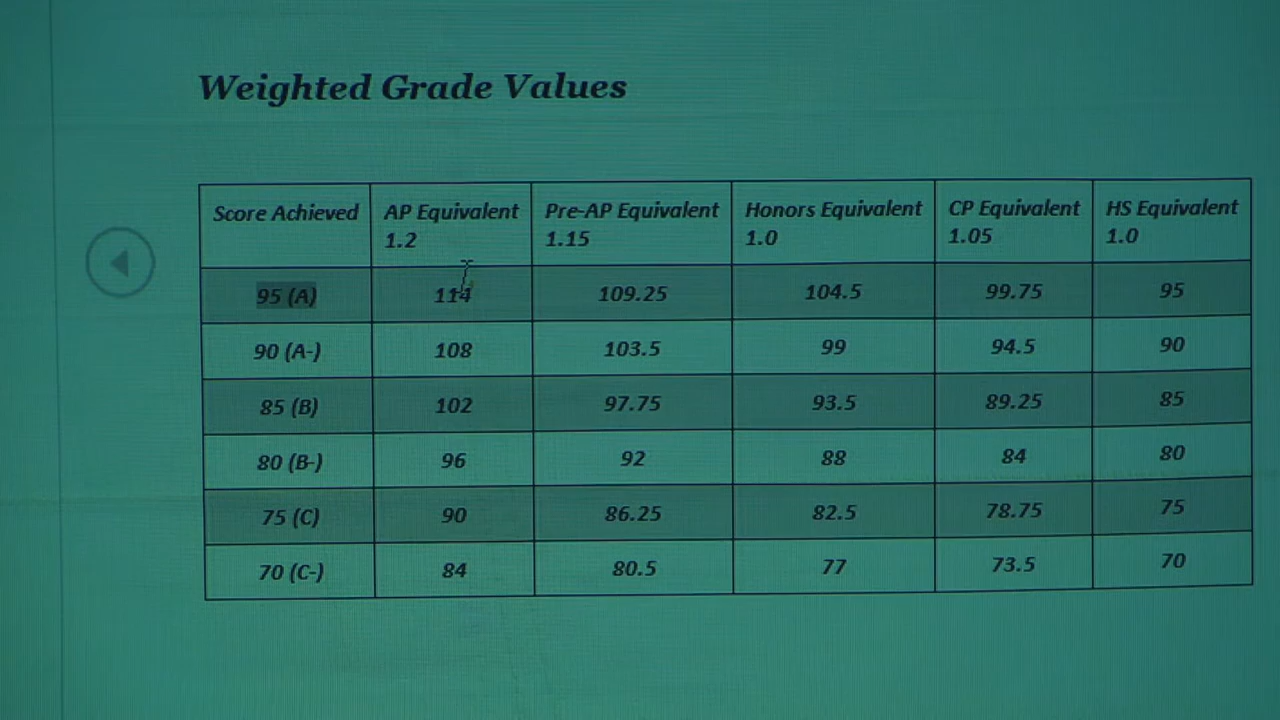 Weighted Grade Values
Score Achieved AP Equivalent 1.2 Pre-AP Equivalent 1.15 Honors Equivalent 1.0 CP Equivalent 1.05 HS Equivalent 1.0
95 (A) 114 109.25 104.5 99.75 95
90 (A-) 108 103.5 99 94.5 90
85 (B) 102 97.75 93.5 89.25 85
80 (B-) 96 92 88 84 80
75 (C) 90 86.25 82.5 78.75 75
70 (C-) 84 80.5 77 73.5 70